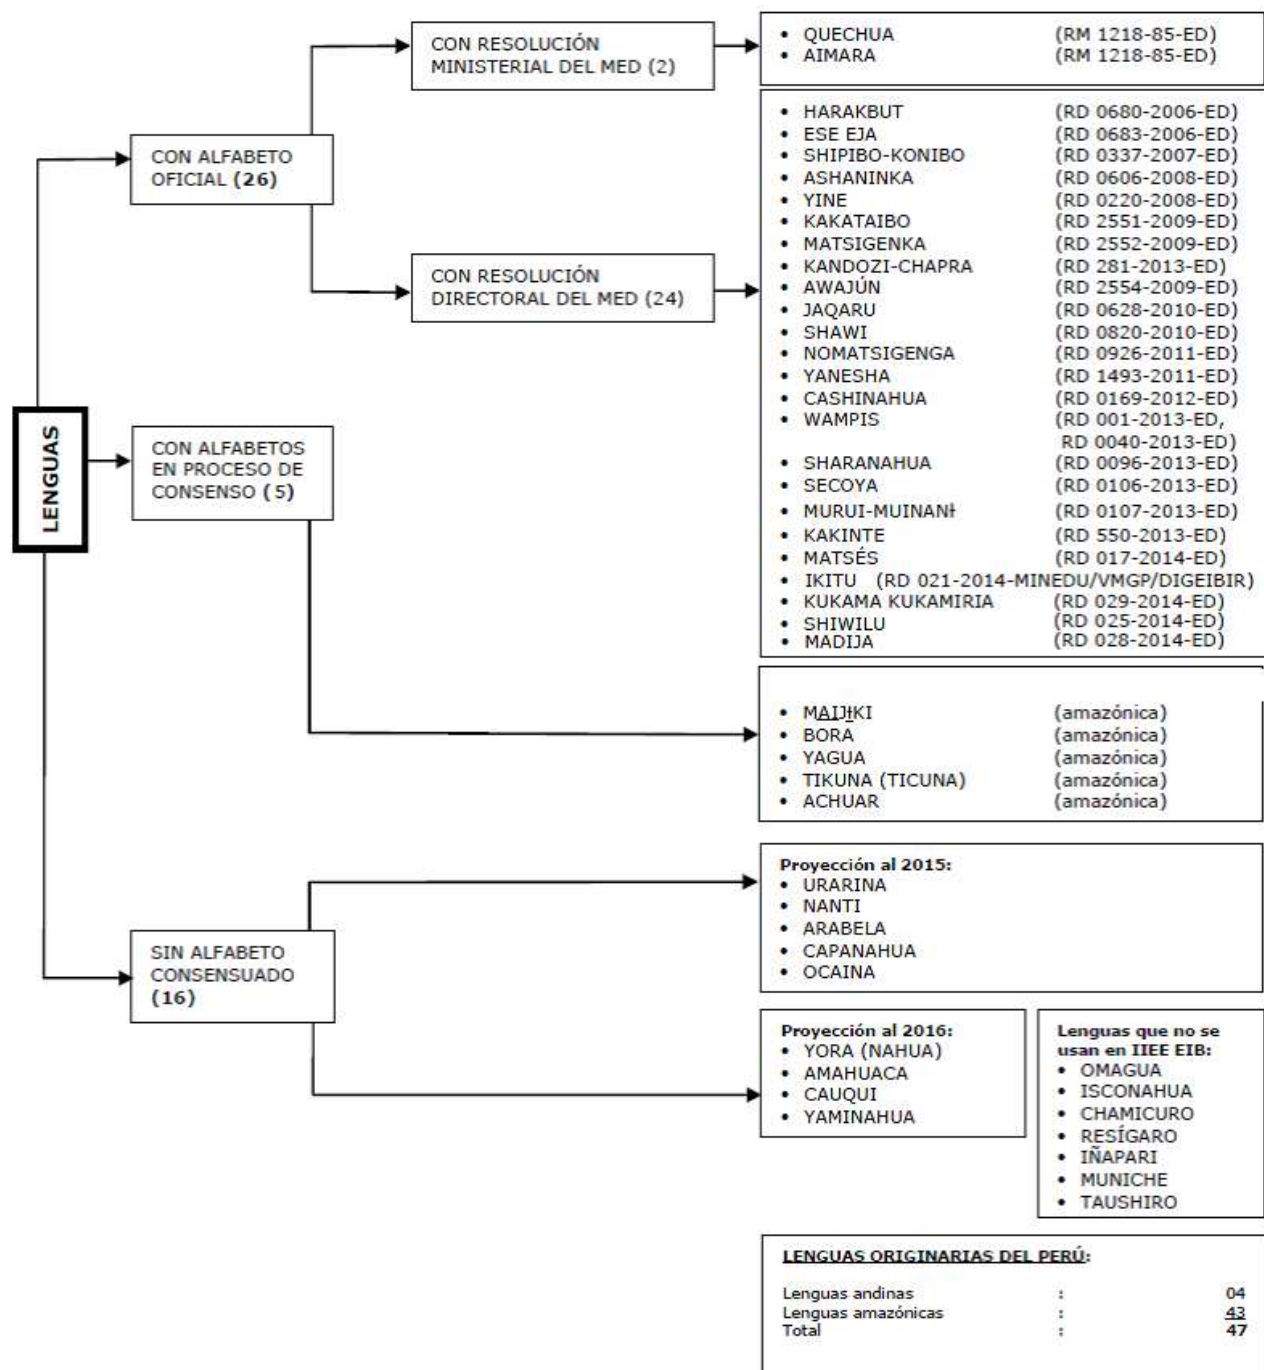 CON RESOLUCIÓN
MINISTERIAL DEL MED (2)
• QUECHUA (RM 1218-85-ED)
• AIMARA (RM 1218-85-ED)
CON ALFABETO
OFICIAL (26)
CON RESOLUCIÓN
DIRECTORAL DEL MED (24)
• HARAKBUT (RD 0680-2006-ED)
• ESE EJA (RD 0683-2006-ED)
• SHIPIBO-KONIBO (RD 0337-2007-ED)
• ASHANINKA (RD 0606-2008-ED)
• YINE (RD 0220-2008-ED)
• KAKATAIBO (RD 2551-2009-ED)
• MATSIGENKA (RD 2552-2009-ED)
• KANDOZI-CHAPRA (RD 281-2013-ED)
• AWAJÚN (RD 2554-2009-ED)
• JAQARU (RD 0628-2010-ED)
• SHAWI (RD 0820-2010-ED)
• NOMATSIGENGA (RD 0926-2011-ED)
• YANESHA (RD 1493-2011-ED)
• CASHINAHUA (RD 0169-2012-ED)
• WAMPIS (RD 001-2013-ED,
RD 0040-2013-ED)
• SHARANAHUA (RD 0096-2013-ED)
• SECOYA (RD 0106-2013-ED)
• MURUI-MUINANɨ (RD 0107-2013-ED)
• KAKINTE (RD 550-2013-ED)
• MATSÉS (RD 017-2014-ED)
• IKITU (RD 021-2014-MINEDU/VMGP/DIGEIBIR)
• KUKAMA KUKAMIRIA (RD 029-2014-ED)
• SHIWILU (RD 025-2014-ED)
• MADIJA (RD 028-2014-ED)
LENGUAS
CON ALFABETOS
EN PROCESO DE
CONSENSO (5)
• MAIJɨKI (amazónica)
• BORA (amazónica)
• YAGUA (amazónica)
• TIKUNA (TICUNA) (amazónica)
• ACHUAR (amazónica)
SIN ALFABETO
CONSENSUADO
(16)
Proyección al 2015:
• URARINA
• NANTI
• ARABELA
• CAPANAHUA
• OCAINA
Proyección al 2016:
• YORA (NAHUA)
• AMAHUACA
• CAUQUI
• YAMINAHUA
Lenguas que no se
usan en IIEE EIB:
• OMAGUA
• ISCONAHUA
• CHAMICURO
• RESÍGARO
• IÑAPARI
• MUNICHE
• TAUSHIRO
LENGUAS ORIGINARIAS DEL PERÚ:
Lenguas andinas : 04
Lenguas amazónicas : 43
Total : 47